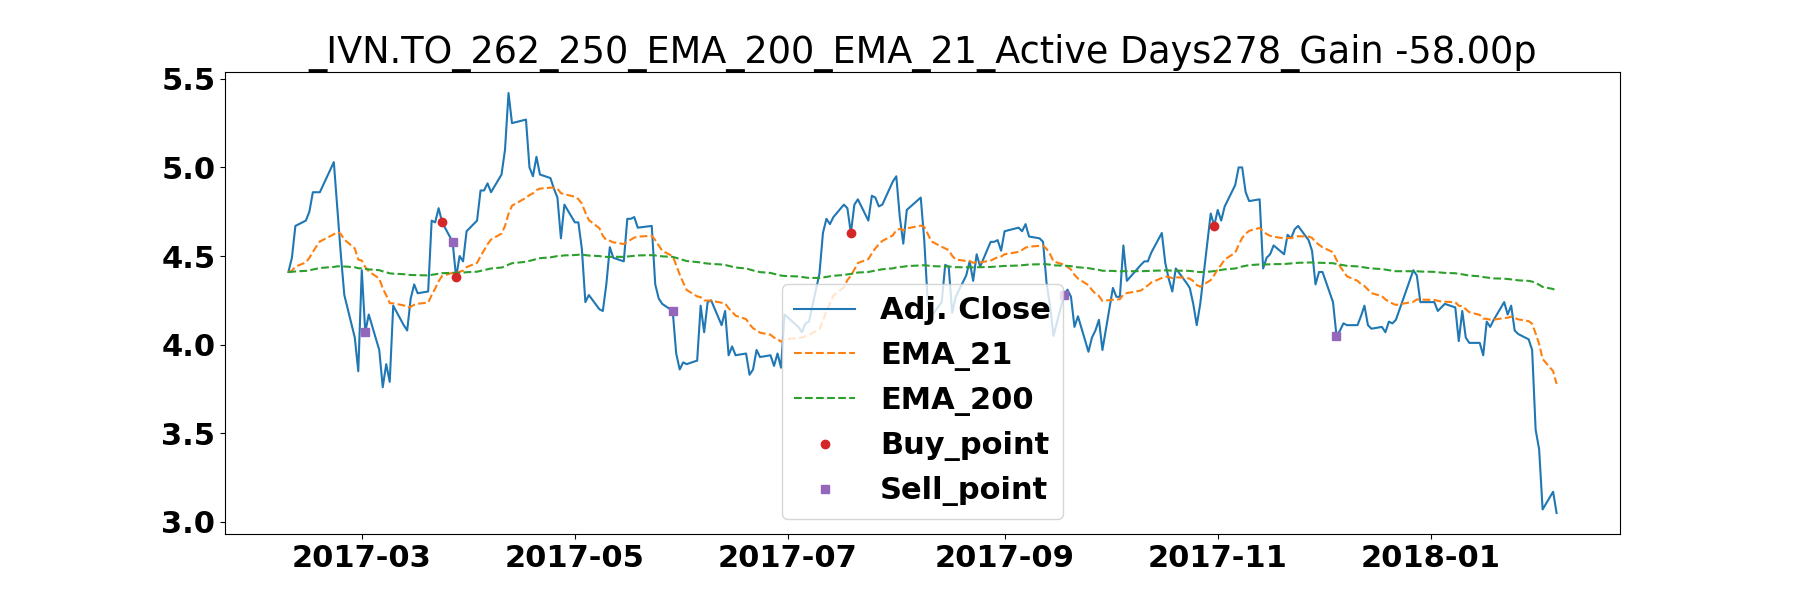 _IVN.TO_262_250_EMA_200_EMA_21_Active Days278_Gain -58.00p
5.5
5.0
4.5
4.0
3.5
3.0
Adj. Close
EMA_21
EMA_200
Buy_point
Sell_point
2017-03 2017-05 2017-07 2017-09 2017-11 2018-01